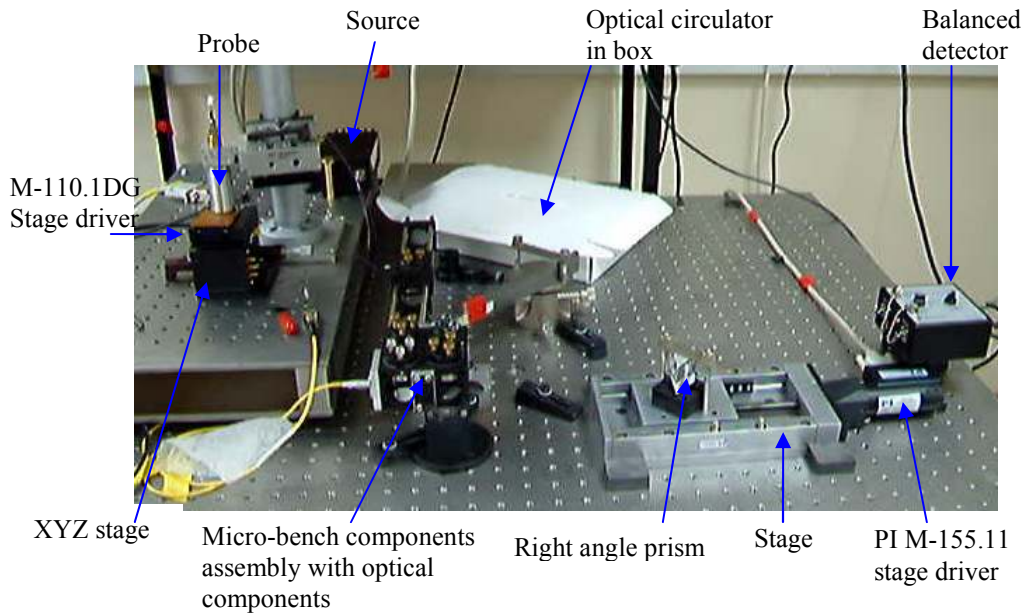 Source
Optical circulator
in box
Balanced
detector
Probe
M-110.1DG
Stage driver
PI
XYZ stage
Micro-bench components
assembly with optical
components
Right angle prism
Stage
PI M-155.11
stage driver